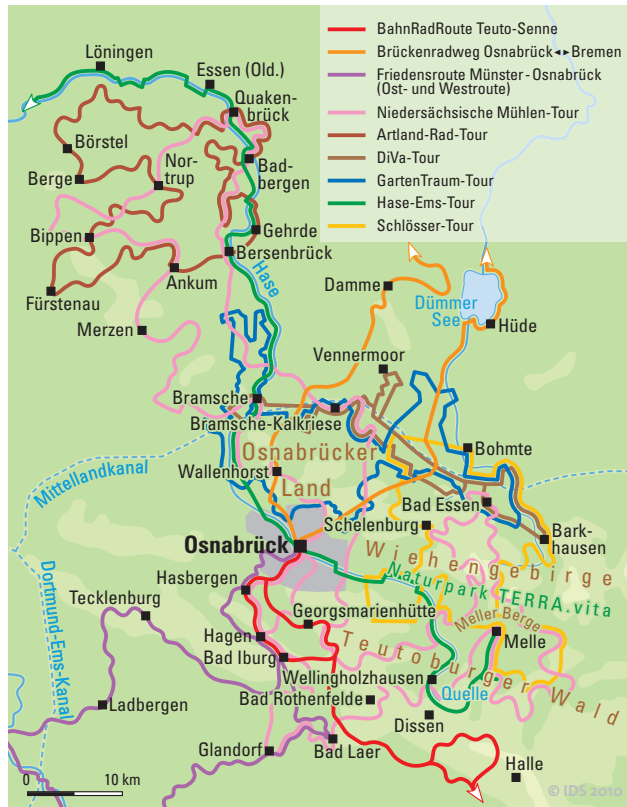 BahnRadRoute Teuto-Senne
Brückenradweg Osnabrück◄►Bremen
Friedensroute Münster-Osnabrück
(Ost- und Westroute)
Niedersächsische Mühlen-Tour
Artland-Rad-Tour
DiVa-Tour
GartenTraum-Tour
Hase-Ems-Tour
Schlösser-Tour
Löningen
Essen (Old.)
Quaken-
brück
Börstel
Berge
Nor-
trup
Bad-
bergen
Bippen
Gehrde
Bersenbrück
Ankum
Fürstenau
Hase
Merzen
Damme
Dümmer
See
Hüde
Vennermoor
Bramsche
Bramsche-Kalkriese
Mittellandkanal
Osnabrücker
Land
Wallenhorst
Bohmte
Bad Essen
Schelenburg
Bark-
hausen
Osnabrück
Wiehengebirge
Naturpark TERRA.vita
Hasbergen
Tecklenburg
Dortmund-Ems-Kanal
Georgsmarienhütte
Meller Berge
Melle
Hagen
Bad Iburg
Teutoburger Wald
Wellingholzhausen
Quelle
Ladbergen
Bad Rothenfelde
Dissen
Glandorf
Bad Laer
Halle
0 10 km
© IDS 2010